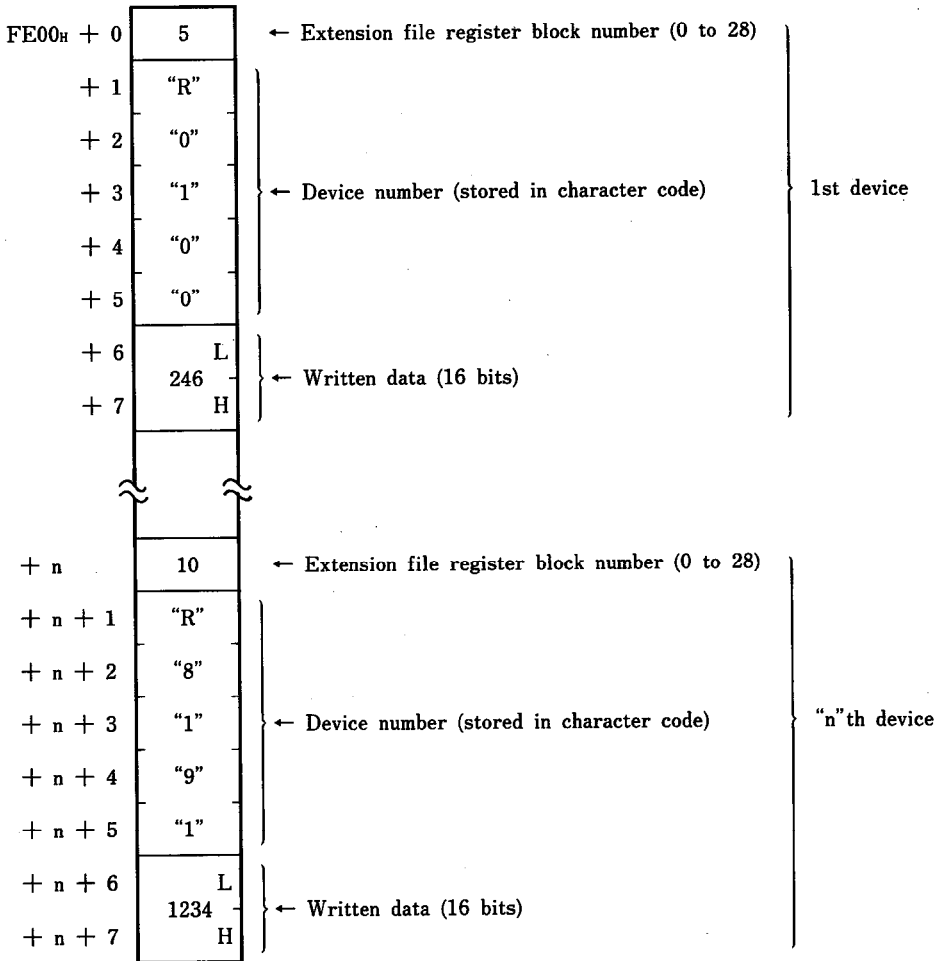 FE00H + 0 5 ← Extension file register block number (0 to 28)
+ 1 “R”
+ 2 “0”
+ 3 “1” ← Device number (stored in character code) 1st device
+ 4 “0”
+ 5 “0”
+ 6 L
246 ← Written data (16 bits)
+ 7 H
+ n 10 ← Extension file register block number (0 to 28)
+ n + 1 “R”
+ n + 2 “8”
+ n + 3 “1” ← Device number (stored in character code) “n”th device
+ n + 4 “9”
+ n + 5 “1”
+ n + 6 L
1234 ← Written data (16 bits)
+ n + 7 H